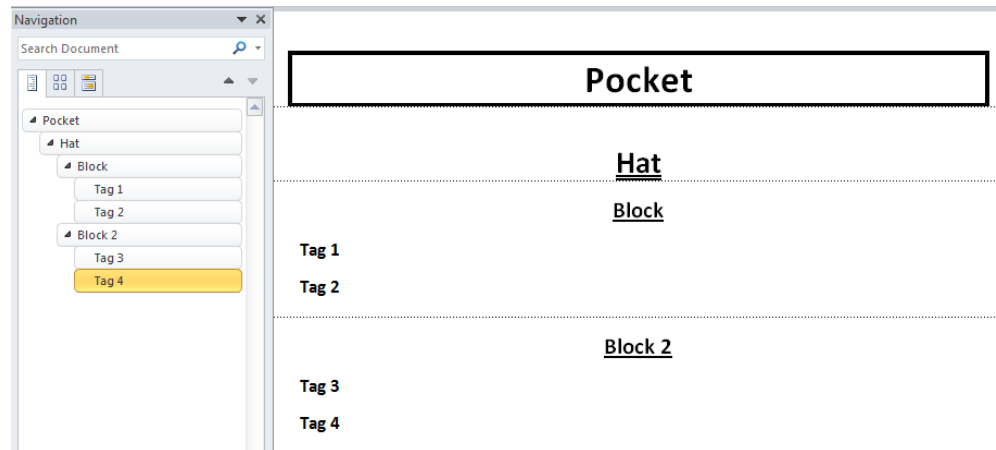 Navigation
Search Document
Pocket
Hat
Block
Tag 1
Tag 2
Block 2
Tag 3
Tag 4
Pocket
Hat
Block
Tag 1
Tag 2
Block 2
Tag 3
Tag 4